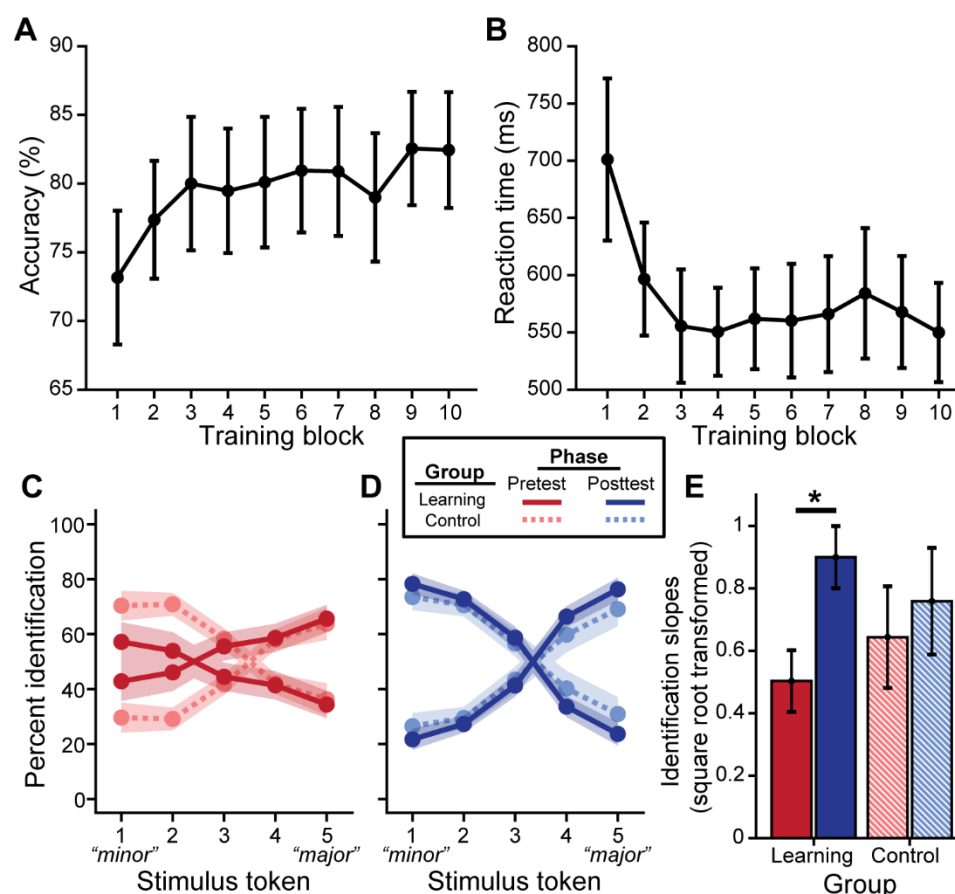 A
Accuracy (%)
90
85
80
75
70
65
1 2 3 4 5 6 7 8 9 10
Training block
B
Reaction time (ms)
800
750
700
650
600
550
500
1 2 3 4 5 6 7 8 9 10
Training block
Group Phase
Pretest Posttest
Learning
Control
C
Percent identification
100
80
60
40
20
0
1 2 3 4 5
"minor" "major"
Stimulus token
D
1 2 3 4 5
"minor" "major"
Stimulus token
E
Identification slopes
(square root transformed)
1
0.8
0.6
0.4
0.2
0
*
Learning Control
Group